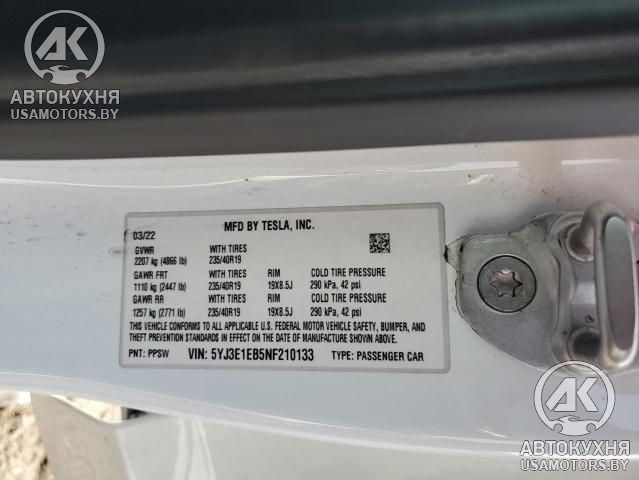 AK
АВТОКУХНЯ
USAMOTORS.BY
MFD BY TESLA, INC.
03/22
GVWR WITH TIRES
2207 kg (4866 lb) 235/40R19
GAWR FRT WITH TIRES RIM COLD TIRE PRESSURE
1110 kg (2447 lb) 235/40R19 19X8.5J 290 kPa, 42 psi
GAWR RR WITH TIRES RIM COLD TIRE PRESSURE
1257 kg (2771 lb) 235/40R19 19X8.5J 290 kPa, 42 psi
THIS VEHICLE CONFORMS TO ALL APPLICABLE U.S. FEDERAL MOTOR VEHICLE SAFETY, BUMPER, AND
THEFT PREVENTION STANDARDS IN EFFECT ON THE DATE OF MANUFACTURE SHOWN ABOVE.
PNT: PPSW VIN: 5YJ3E1EB5NF210133 TYPE: PASSENGER CAR
AK
АВТОКУХНЯ
USAMOTORS.BY